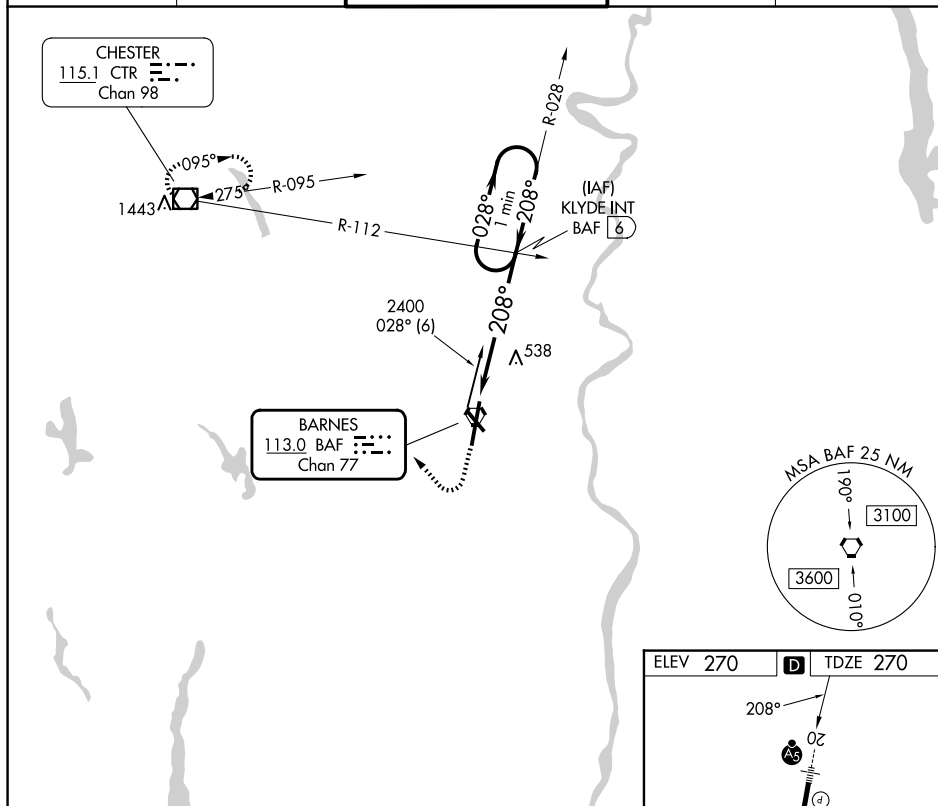 CHESTER
115.1 CTR
Chan 98
095°
275°
R-095
1443
R-112
R-028
028°
1 min
208°
(IAF)
KLYDE INT
BAF 6
208°
2400
028° (6)
538
BARNES
113.0 BAF
Chan 77
MSA BAF 25 NM
190°
3100
3600
010°
ELEV 270 D TDZE 270
208°
20
A5
P